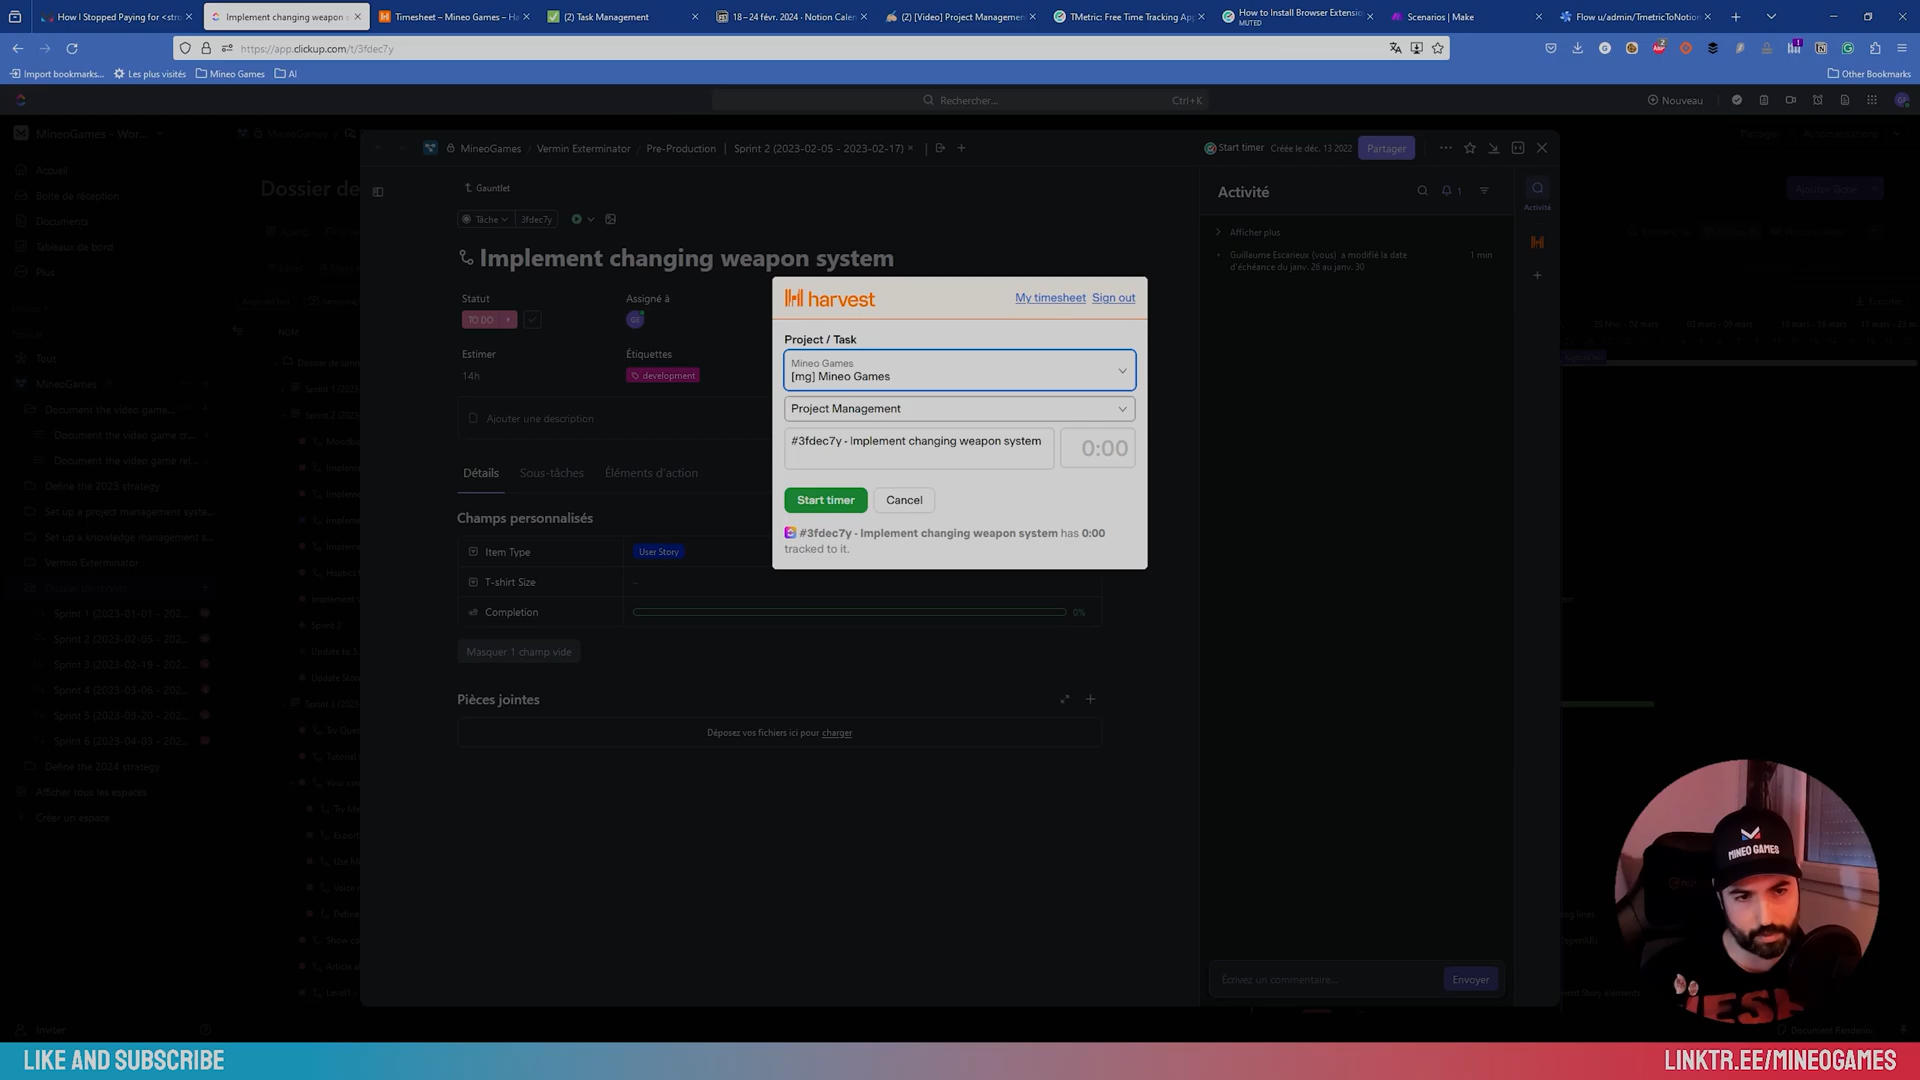 How I Stopped Paying for <stro
Implement changing weapon s
Timesheet – Mineo Games – Ha
(2) Task Management
18 – 24 févr. 2024 · Notion Calen
(2) [Video] Project Managemen
TMetric: Free Time Tracking App
How to Install Browser Extensio
MUTED
Scenarios | Make
Flow u/admin/TmetricToNotion
https://app.clickup.com/t/3fdec7y
Import bookmarks...
Les plus visités
Mineo Games
AI
Other Bookmarks
Rechercher...
Ctrl+K
Nouveau
MineoGames - Wor...
MineoGames / Vermin Exterminator / Pre-Production | Sprint 2 (2023-02-05 - 2023-02-17)
Start timer
Créée le déc. 13 2022
Partager
Accueil
Boîte de réception
Documents
Tableaux de bord
Plus
Dossier de
Ajouter Tâche
Gauntlet
Tâche
3fdec7y
Implement changing weapon system
Statut
Assigné à
TO DO
Estimer
Étiquettes
14h
development
Ajouter une description
Détails
Sous-tâches
Éléments d'action
Champs personnalisés
Item Type
User Story
T-shirt Size
–
Completion
0%
Masquer 1 champ vide
Pièces jointes
Déposez vos fichiers ici pour charger
harvest
My timesheet
Sign out
Project / Task
Mineo Games
[mg] Mineo Games
Project Management
#3fdec7y - Implement changing weapon system
0:00
Start timer
Cancel
#3fdec7y - Implement changing weapon system has 0:00
tracked to it.
Activité
Activité
Afficher plus
Guillaume Escarieux (vous) a modifié la date
d'échéance du janv. 26 au janv. 30
1 min
Écrivez un commentaire...
Envoyer
NOM
Tout
MineoGames
Document the video game...
Document the video game cr...
Document the video game rel...
Define the 2023 strategy
Set up a project management syste...
Set up a knowledge management s...
Vermin Exterminator
Sprint 1 (2023-01-01 - 202...
Sprint 2 (2023-02-05 - 202...
Sprint 3 (2023-02-19 - 202...
Sprint 4 (2023-03-06 - 202...
Sprint 5 (2023-03-20 - 202...
Sprint 6 (2023-04-03 - 202...
Define the 2024 strategy
Afficher tous les espaces
Créer un espace
Inviter
MINEO GAMES
LIKE AND SUBSCRIBE
LINKTR.EE/MINEOGAMES